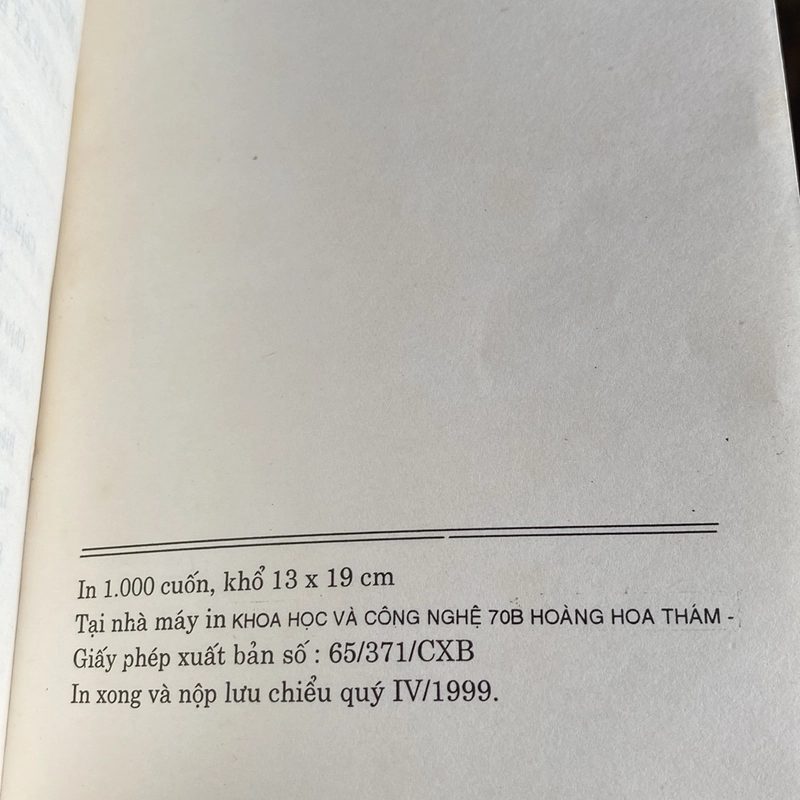 In 1.000 cuốn, khổ 13 x 19 cm
Tại nhà máy in KHOA HỌC VÀ CÔNG NGHỆ 70B HOÀNG HOA THÁM -
Giấy phép xuất bản số : 65/371/CXB
In xong và nộp lưu chiểu quý IV/1999.